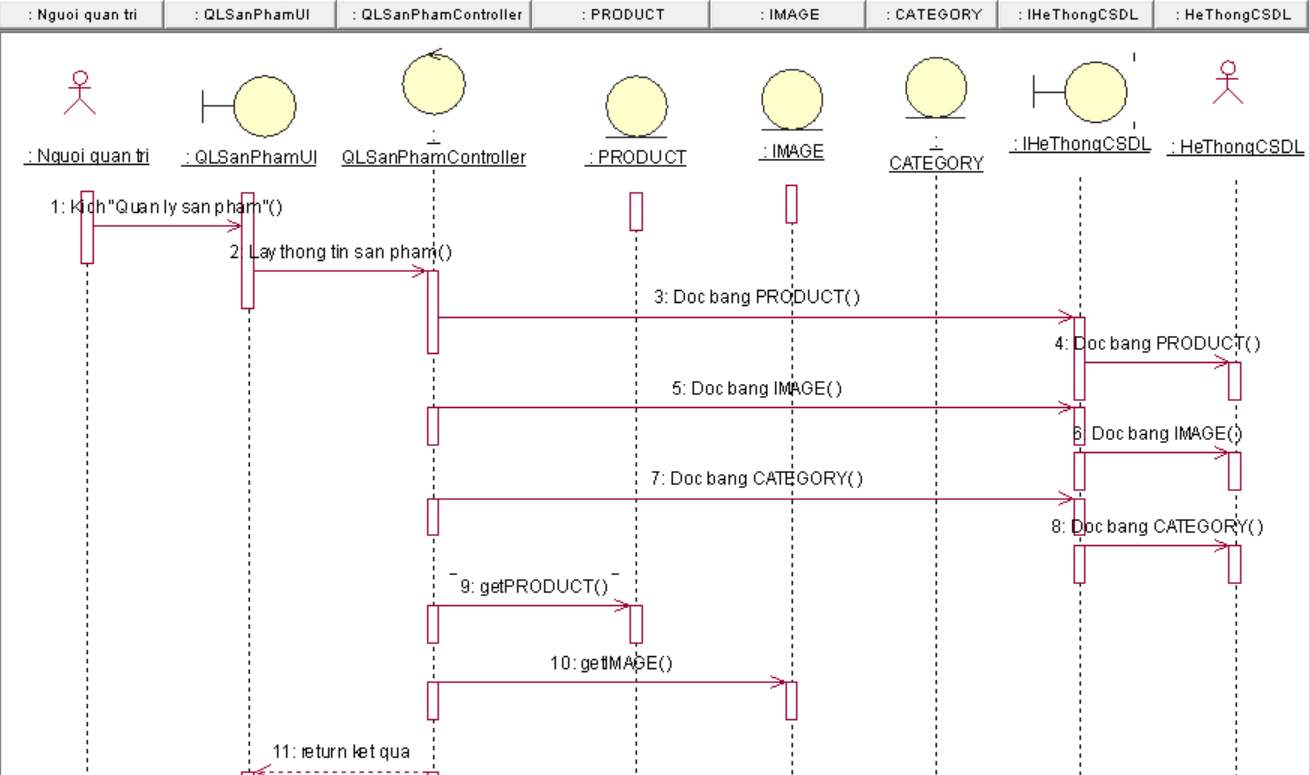 : Nguoi quan tri
: QLSanPhamUI
: QLSanPhamController
: PRODUCT
: IMAGE
: CATEGORY
: IHeThongCSDL
: HeThongCSDL
: Nguoi quan tri
: QLSanPhamUI
:
QLSanPhamController
: PRODUCT
: IMAGE
:
CATEGORY
: IHeThongCSDL
: HeThongCSDL
1: Kich "Quan ly san pham"()
2: Lay thong tin san pham()
3: Doc bang PRODUCT()
4: Doc bang PRODUCT()
5: Doc bang IMAGE()
6: Doc bang IMAGE()
7: Doc bang CATEGORY()
8: Doc bang CATEGORY()
9: getPRODUCT()
10: getIMAGE()
11: return ket qua